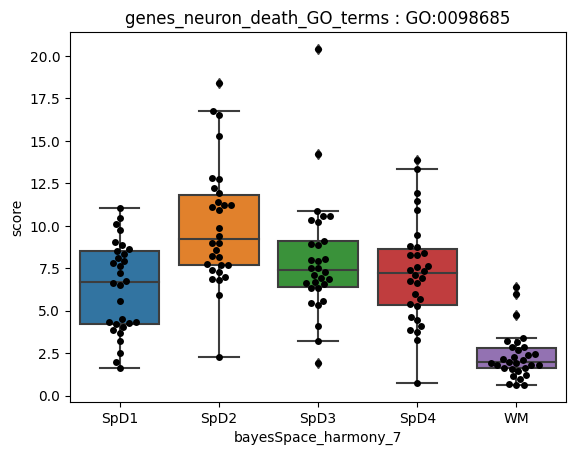 genes_neuron_death_GO_terms : GO:0098685
score
20.0
17.5
15.0
12.5
10.0
7.5
5.0
2.5
0.0
SpD1 SpD2 SpD3 SpD4 WM
bayesSpace_harmony_7